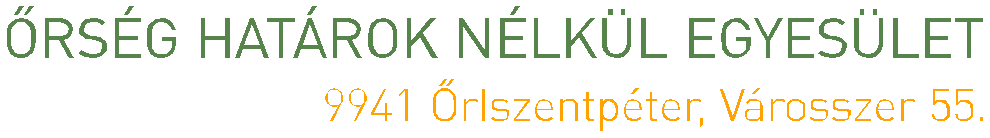 ŐRSÉG HATÁROK NÉLKÜL EGYESÜLET
9941 Őrlszentpéter, Városszer 55.